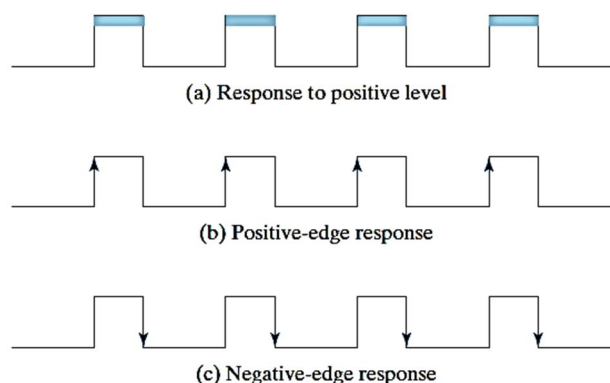 (a) Response to positive level
(b) Positive-edge response
(c) Negative-edge response